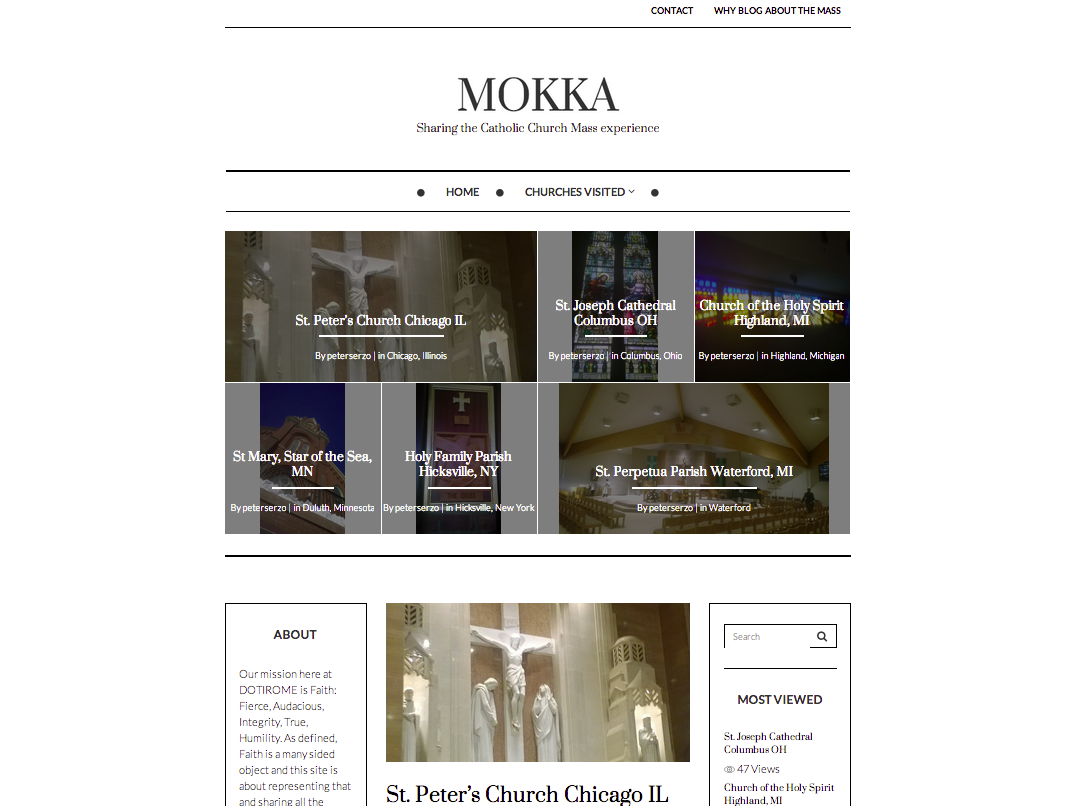 CONTACT WHY BLOG ABOUT THE MASS
MOKKA
Sharing the Catholic Church Mass experience
HOME CHURCHES VISITED
St. Peter's Church Chicago IL
By peterserzo | in Chicago, Illinois
St. Joseph Cathedral
Columbus OH
By peterserzo | in Columbus, Ohio
Church of the Holy Spirit
Highland, MI
By peterserzo | in Highland, Michigan
St Mary, Star of the Sea,
MN
By peterserzo | in Duluth, Minnesota
Holy Family Parish
Hicksville, NY
By peterserzo | in Hicksville, New York
St. Perpetua Parish Waterford, MI
By peterserzo | in Waterford
ABOUT
Our mission here at
DOTIROME is Faith:
Fierce, Audacious,
Integrity, True,
Humility. As defined,
Faith is a many sided
object and this site is
about representing that
and sharing all the
St. Peter's Church Chicago IL
Search
MOST VIEWED
St. Joseph Cathedral
Columbus OH
47 Views
Church of the Holy Spirit
Highland, MI